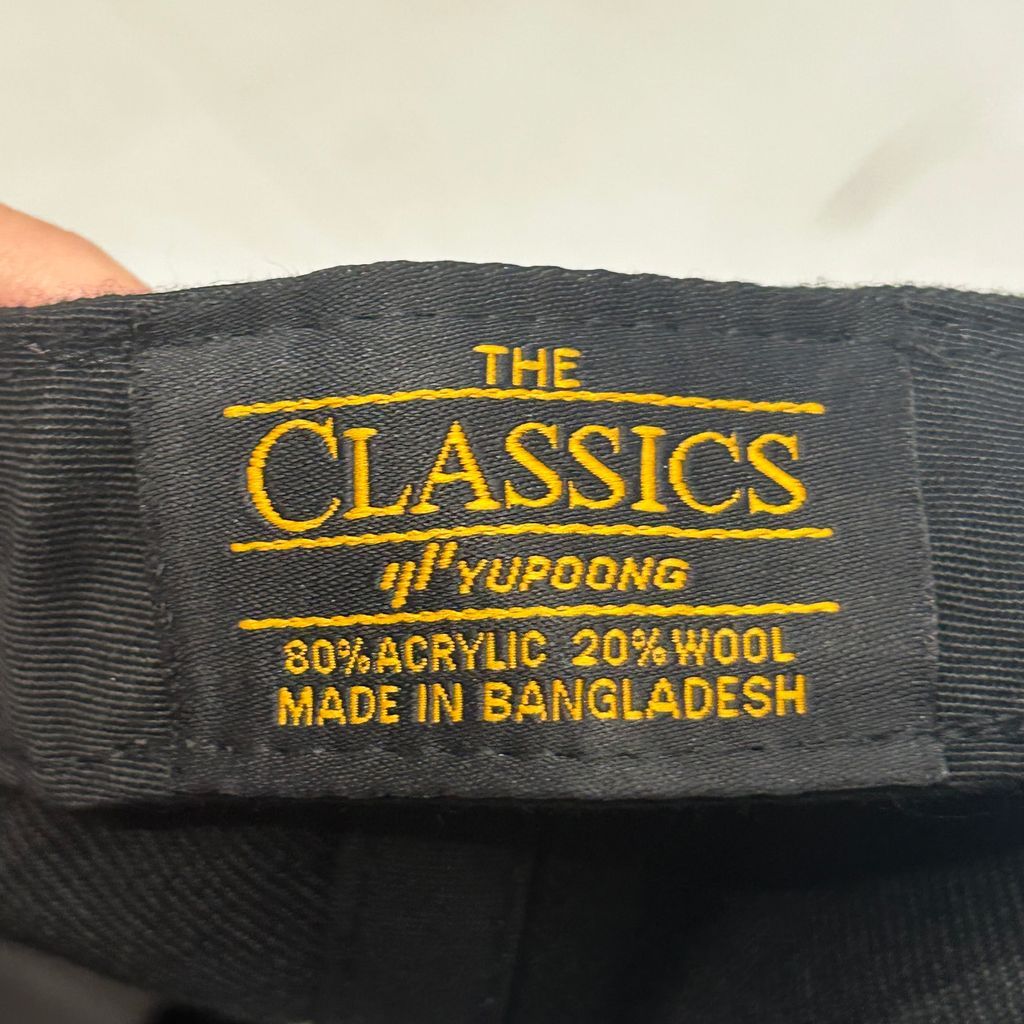 THE
CLASSICS
YUPOONG
80% ACRYLIC 20% WOOL
MADE IN BANGLADESH